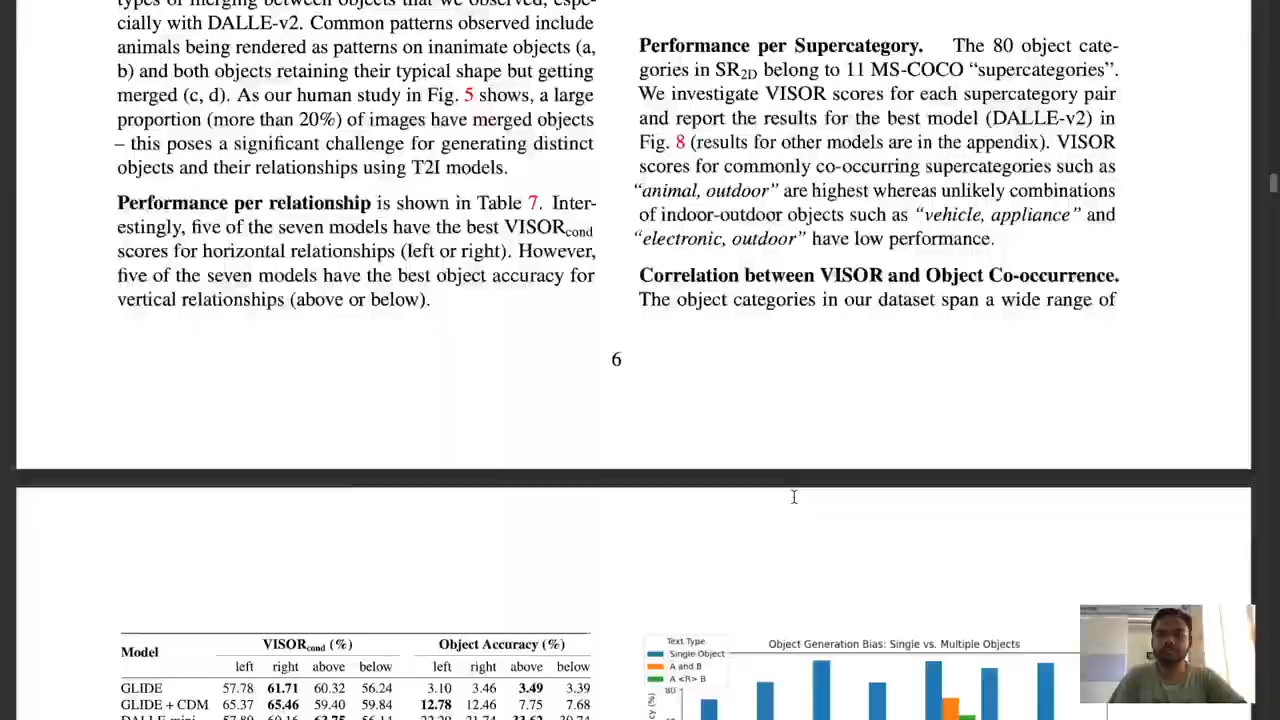 types of merging between objects that we observed, espe-
cially with DALLE-v2. Common patterns observed include
animals being rendered as patterns on inanimate objects (a,
b) and both objects retaining their typical shape but getting
merged (c, d). As our human study in Fig. 5 shows, a large
proportion (more than 20%) of images have merged objects
– this poses a significant challenge for generating distinct
objects and their relationships using T2I models.
Performance per relationship is shown in Table 7. Inter-
estingly, five of the seven models have the best VISORcond
scores for horizontal relationships (left or right). However,
five of the seven models have the best object accuracy for
vertical relationships (above or below).
Performance per Supercategory. The 80 object cate-
gories in SR2D belong to 11 MS-COCO “supercategories”.
We investigate VISOR scores for each supercategory pair
and report the results for the best model (DALLE-v2) in
Fig. 8 (results for other models are in the appendix). VISOR
scores for commonly co-occurring supercategories such as
“animal, outdoor” are highest whereas unlikely combinations
of indoor-outdoor objects such as “vehicle, appliance” and
“electronic, outdoor” have low performance.
Correlation between VISOR and Object Co-occurrence.
The object categories in our dataset span a wide range of
6
Model VISORcond (%) Object Accuracy (%)
left right above below left right above below
GLIDE 57.78 61.71 60.32 56.24 3.10 3.46 3.49 3.39
GLIDE + CDM 65.37 65.46 59.40 59.84 12.78 12.46 7.75 7.68
Object Generation Bias: Single vs. Multiple Objects
Text Type
Single Object
A and B
A <R> B
80